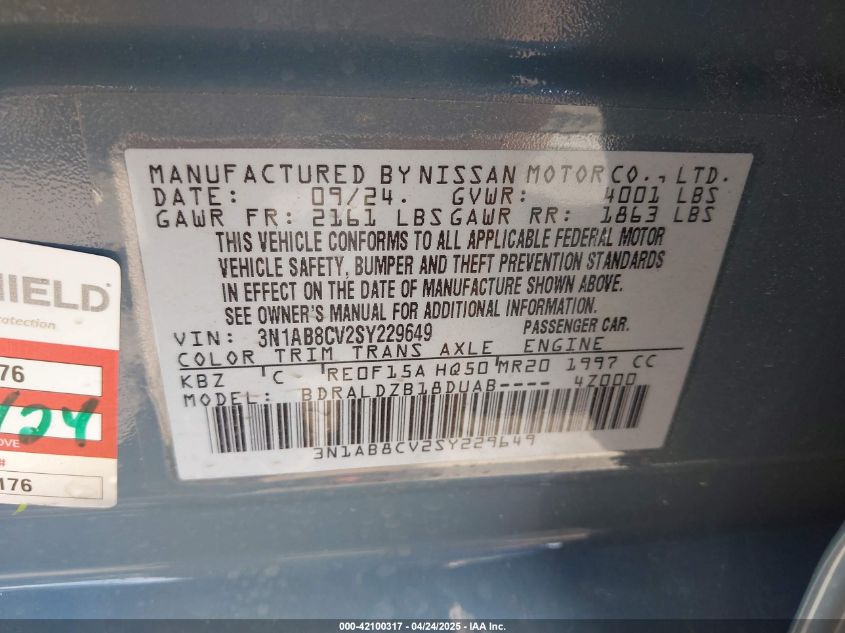 MANUFACTURED BY NISSAN MOTOR CO., LTD.
DATE: 09/24. GVWR: 4001 LBS
GAWR FR: 2161 LBS GAWR RR: 1863 LBS
THIS VEHICLE CONFORMS TO ALL APPLICABLE FEDERAL MOTOR
VEHICLE SAFETY, BUMPER AND THEFT PREVENTION STANDARDS
IN EFFECT ON THE DATE OF MANUFACTURE SHOWN ABOVE.
SEE OWNER'S MANUAL FOR ADDITIONAL INFORMATION.
VIN: 3N1AB8CV2SY229649 PASSENGER CAR.
COLOR TRIM TRANS AXLE ENGINE
KBZ C RE0F15A HQ50 MR20 1997 CC
MODEL: BDRALDZB18DUAB---- 4Z000
3N1AB8CV2SY229649
HIELD
rotection
76
/24
OVE
#
176
000-42100317 - 04/24/2025 - IAA Inc.